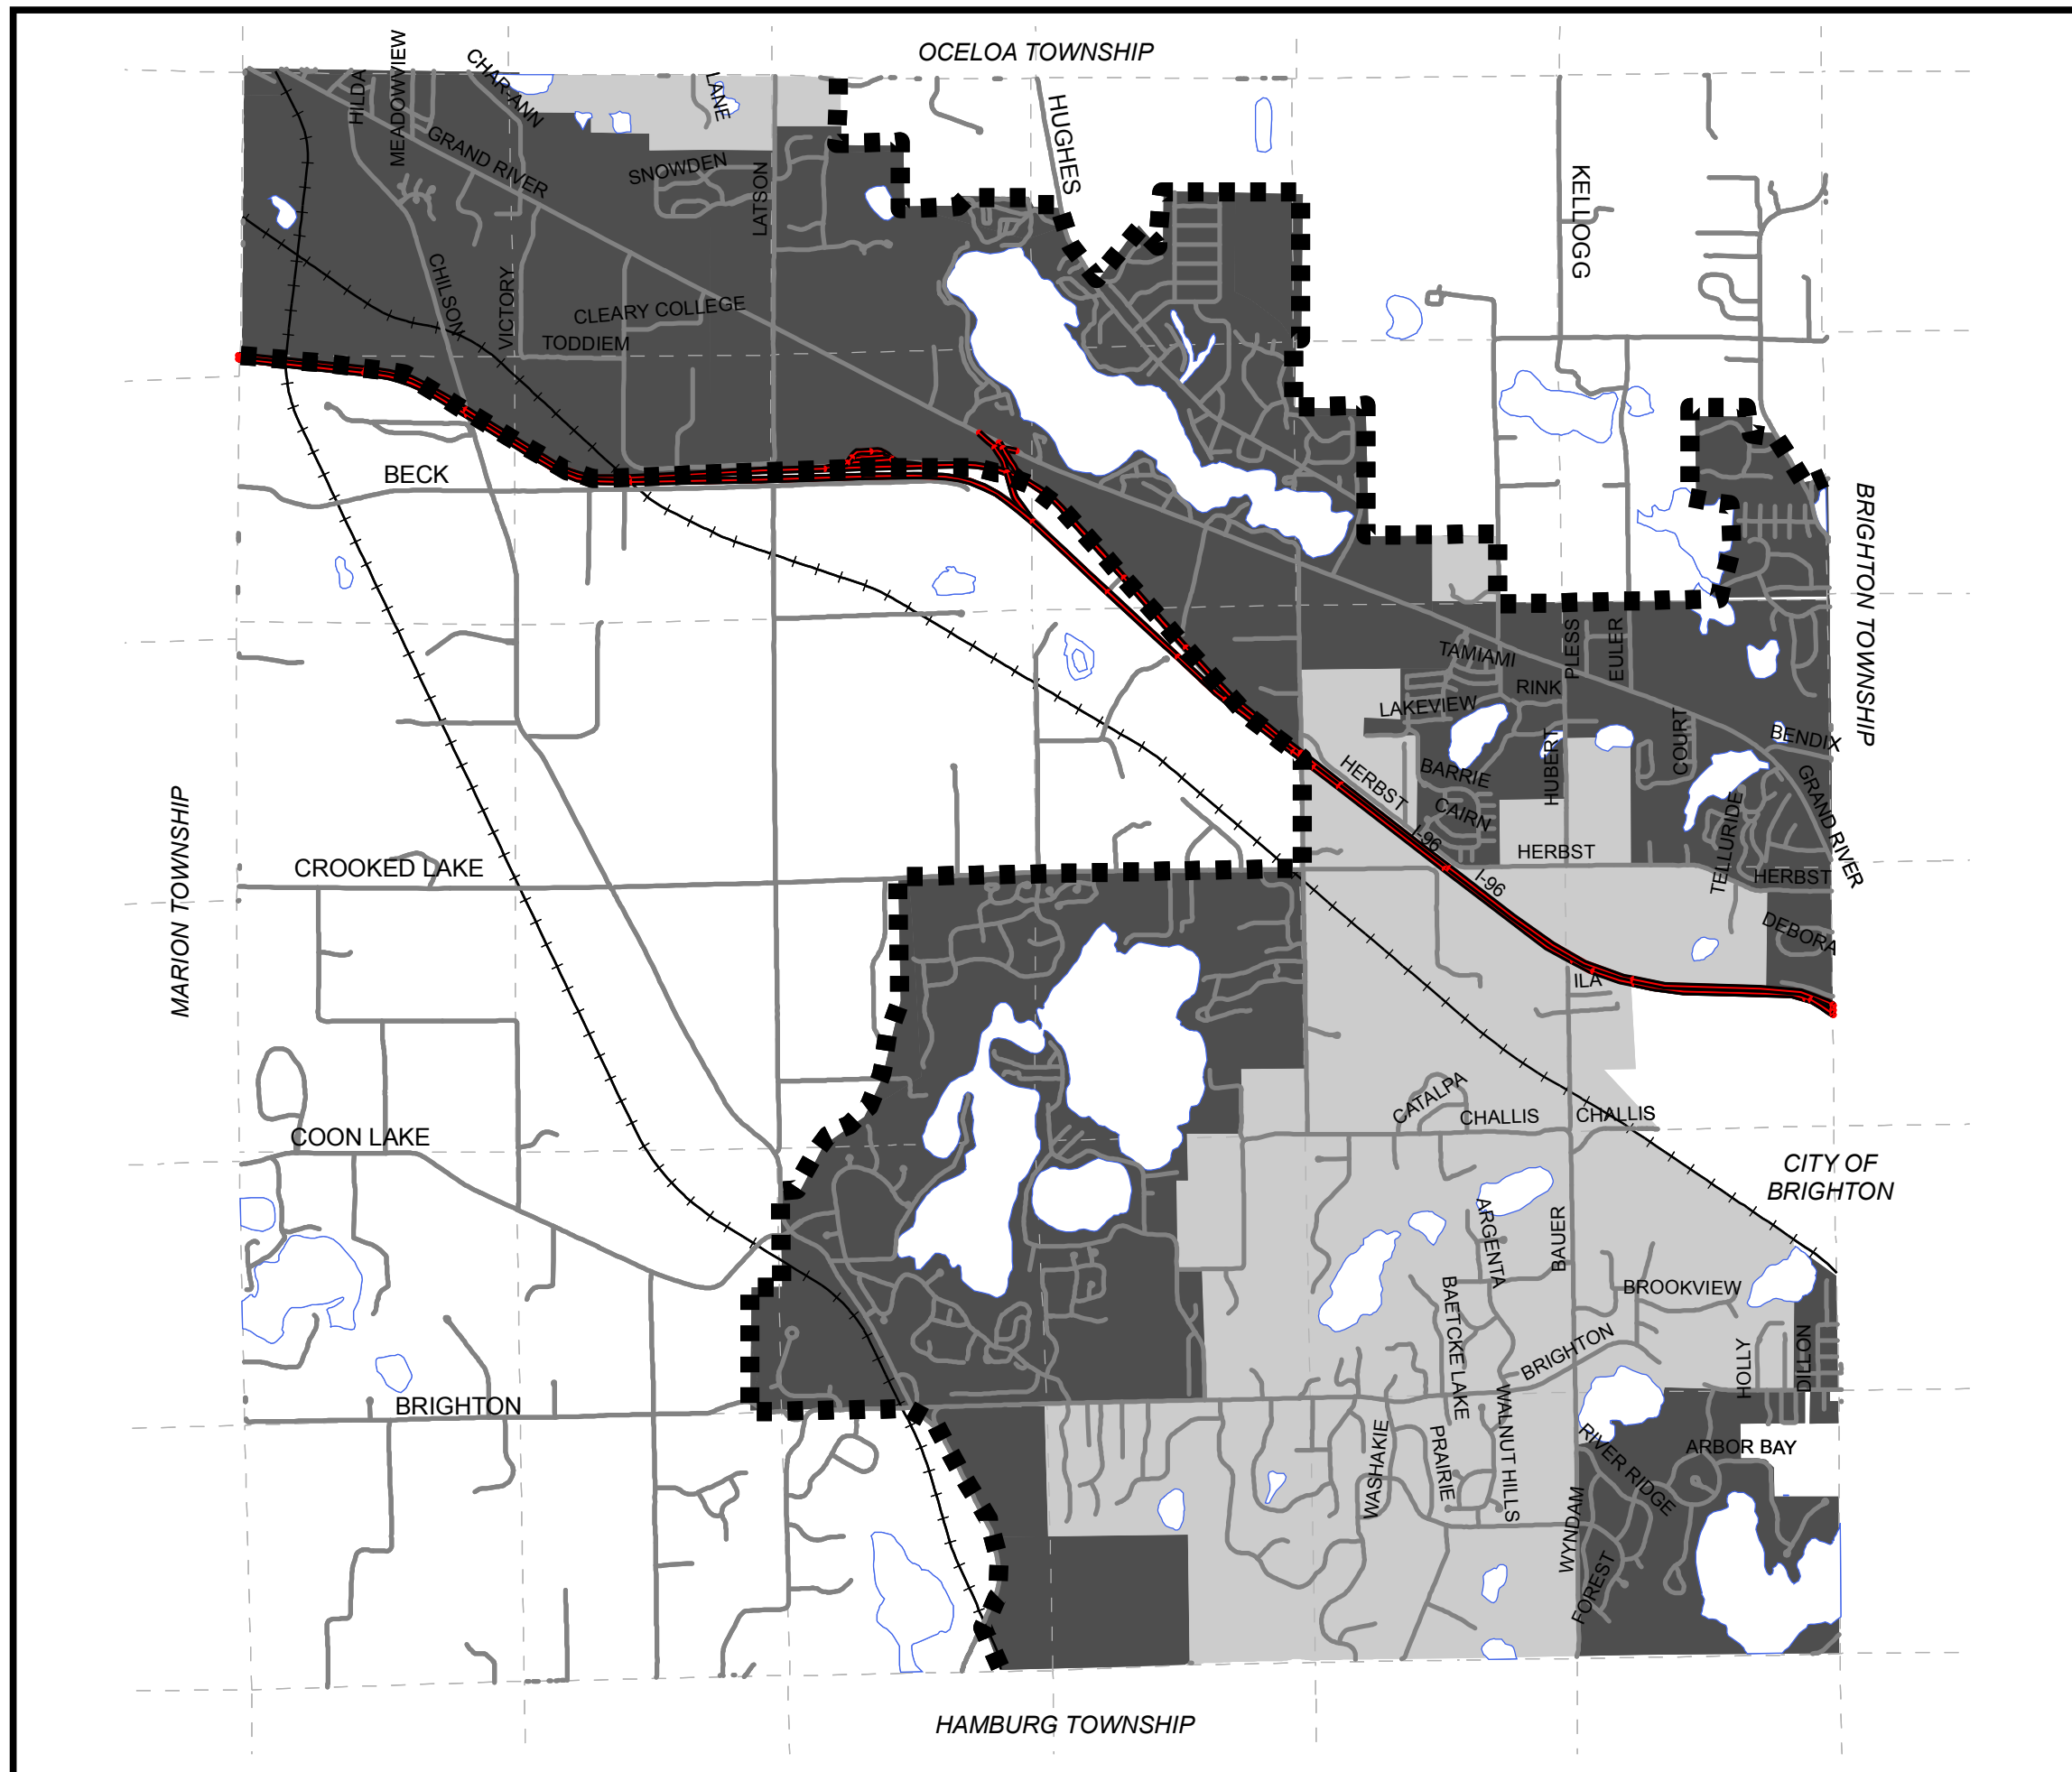 OCEOLA TOWNSHIP
HILDA
MEADOWVIEW
CHAR-ANN
LANE
HUGHES
GRAND RIVER
SNOWDEN
LATSON
KELLOGG
CHILSON
VICTORY
CLEARY COLLEGE
TODDIEM
BECK
BRIGHTON TOWNSHIP
TAMIAMI
PLESS
EULER
RINK
LAKEVIEW
COURT
BENDIX
HERBST
BARRIE
HUBERT
CAIRN
GRAND RIVER
TELLURIDE
I-96
HERBST
MARION TOWNSHIP
CROOKED LAKE
I-96
HERBST
DEBORA
ILA
CATALPA
CHALLIS
CHALLIS
COON LAKE
CITY OF
BRIGHTON
ARGENTA
BAUER
BROOKVIEW
BAETCKE LAKE
BRIGHTON
HOLLY
DILLON
BRIGHTON
WALNUT HILLS
WASHAKIE
PRAIRIE
RIVER RIDGE
ARBOR BAY
WYNDAM
FOREST
HAMBURG TOWNSHIP